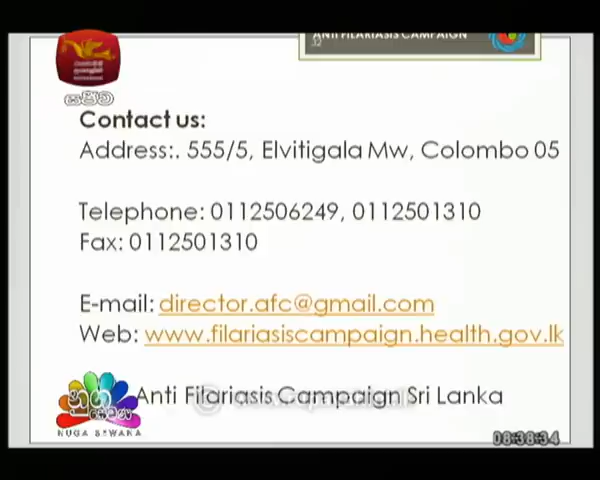 ANTI FILARIASIS CAMPAIGN
සජීවී
Contact us:
Address:. 555/5, Elvitigala Mw, Colombo 05
Telephone: 0112506249, 0112501310
Fax: 0112501310
E-mail: director.afc@gmail.com
Web: www.filariasiscampaign.health.gov.lk
Anti Filariasis Campaign Sri Lanka
නුග සෙවණ
NUGA SEWANA
08:38:34